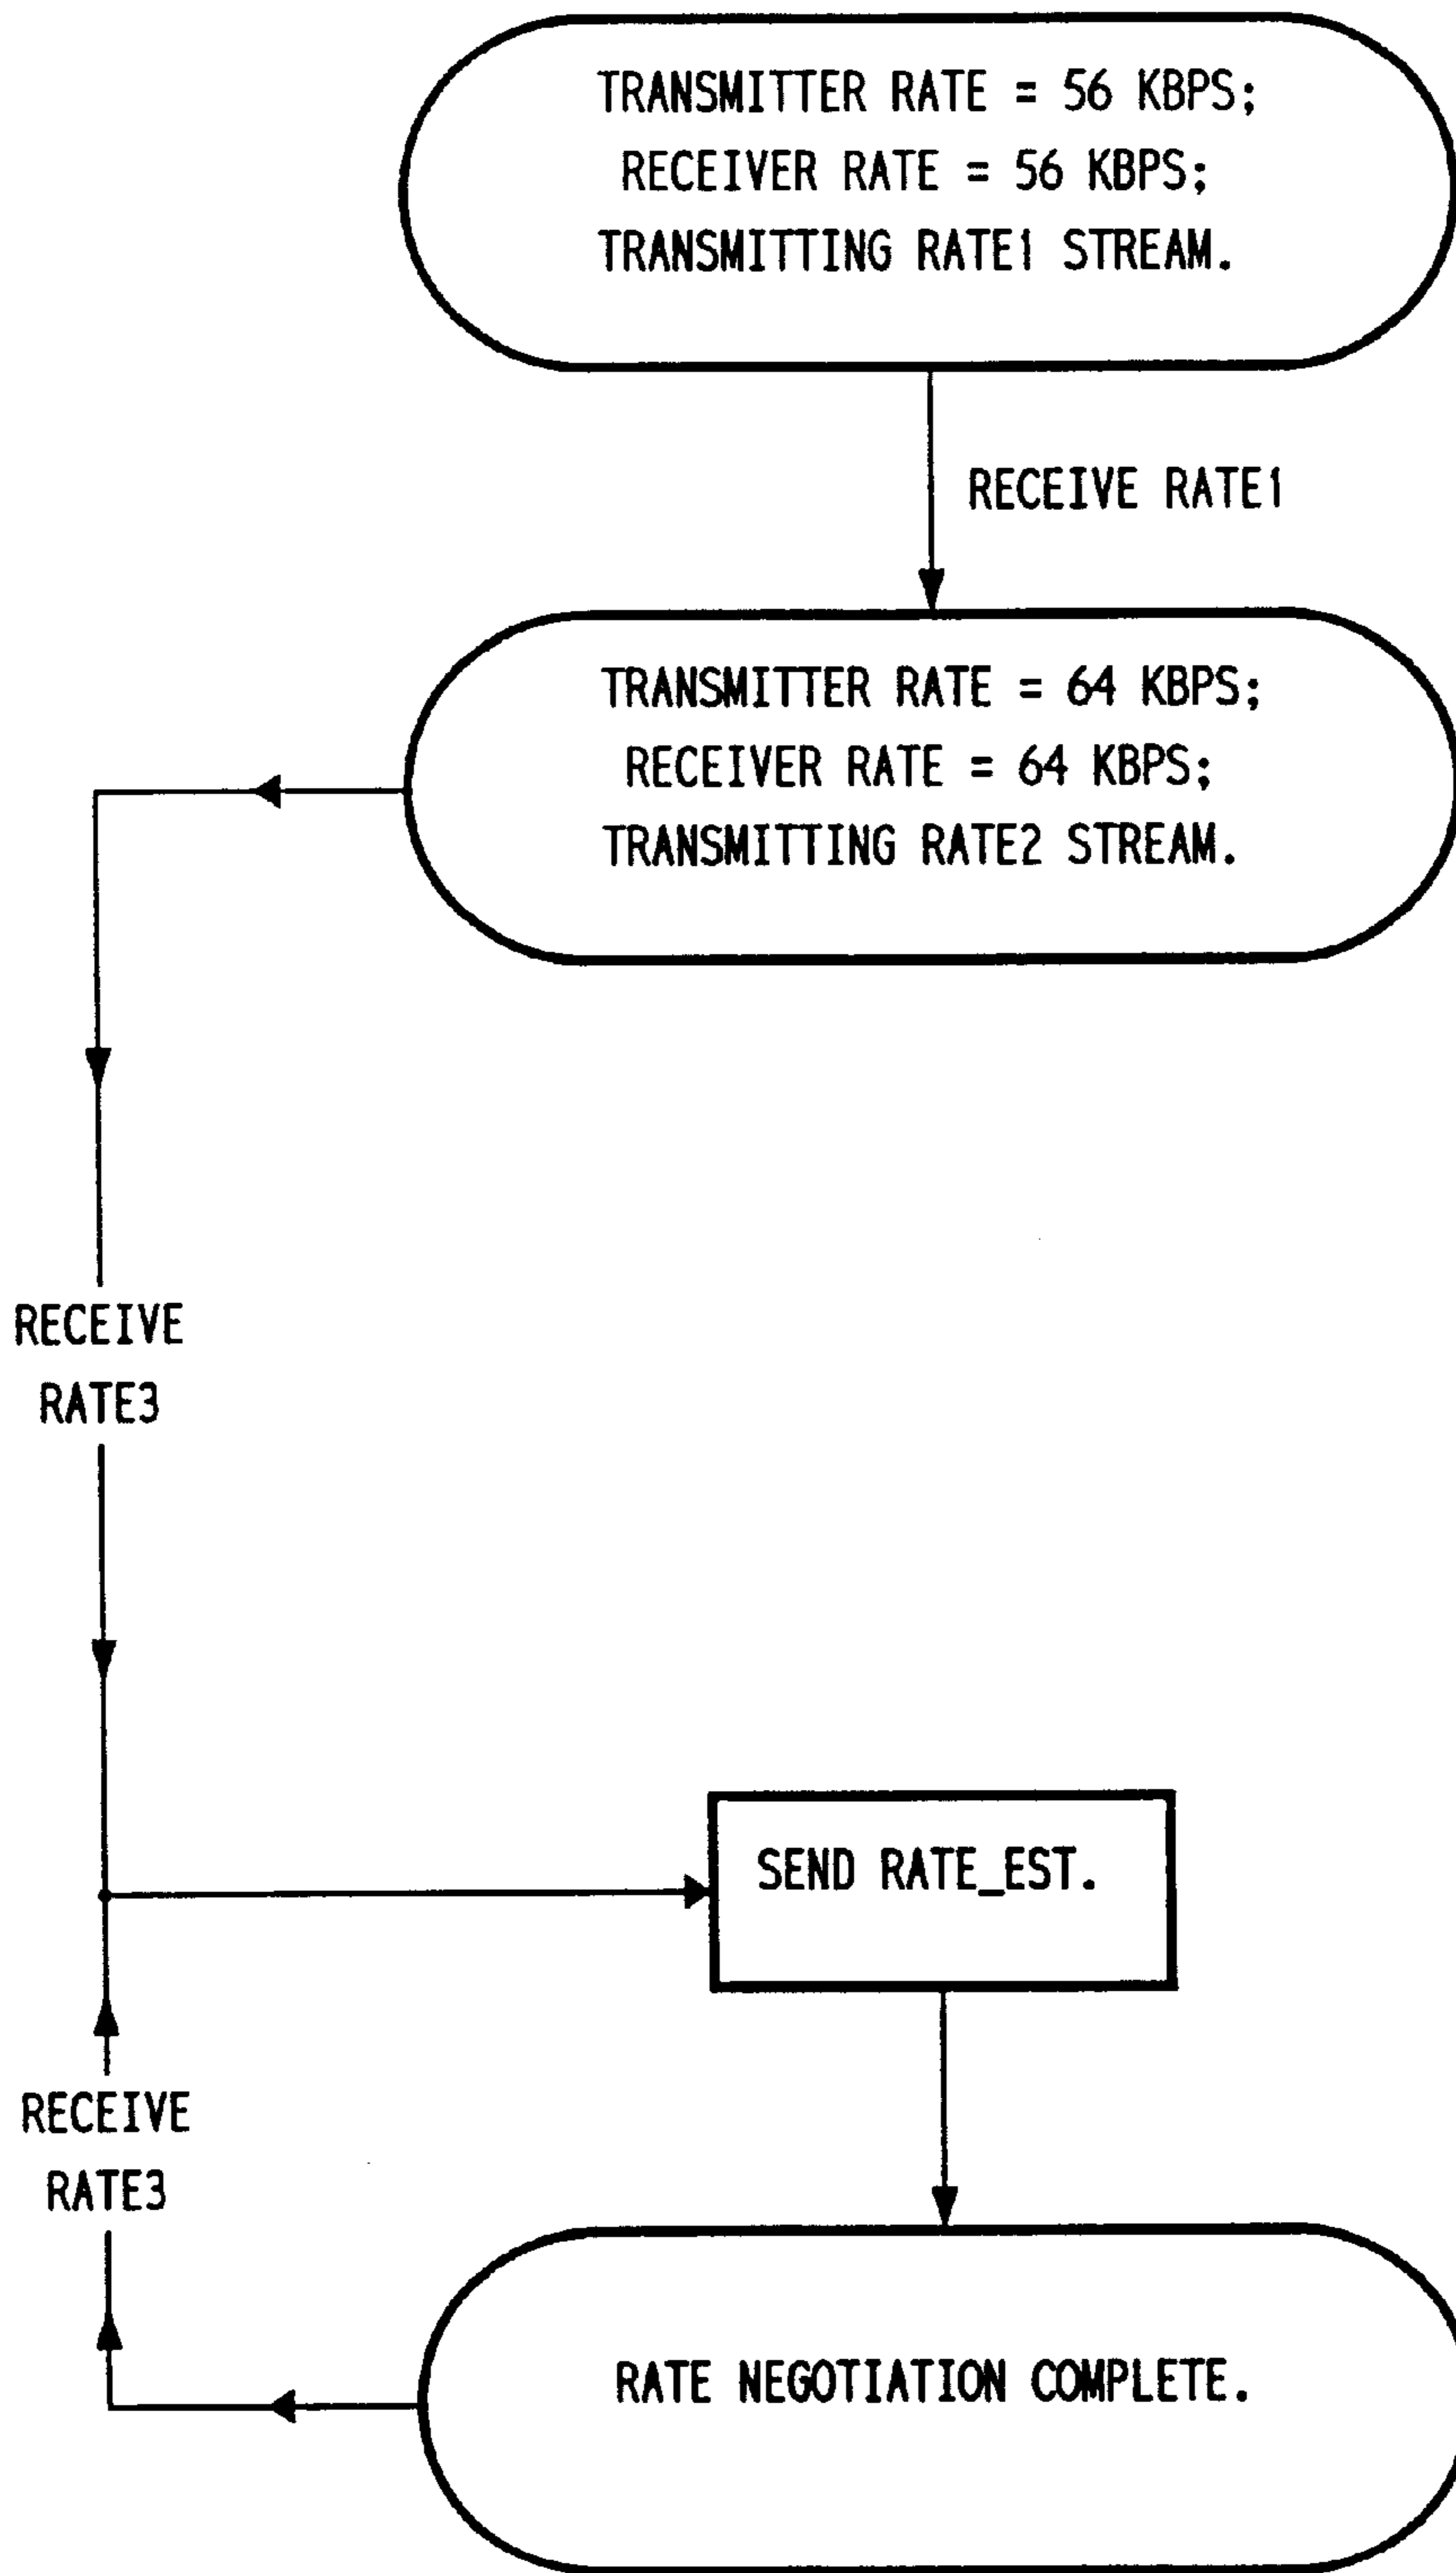 TRANSMITTER RATE = 56 KBPS;
RECEIVER RATE = 56 KBPS;
TRANSMITTING RATE1 STREAM.
RECEIVE RATE1
TRANSMITTER RATE = 64 KBPS;
RECEIVER RATE = 64 KBPS;
TRANSMITTING RATE2 STREAM.
RECEIVE
RATE3
SEND RATE_EST.
RECEIVE
RATE3
RATE NEGOTIATION COMPLETE.